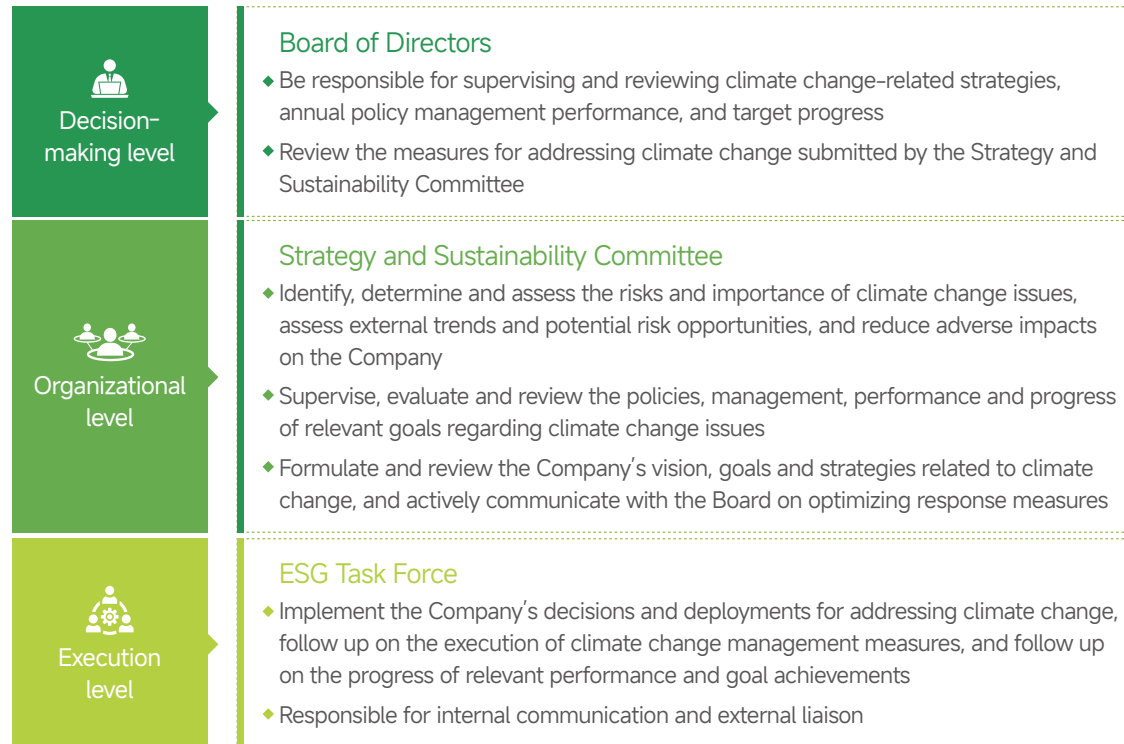 Decision-
making level
Board of Directors
Be responsible for supervising and reviewing climate change-related strategies,
annual policy management performance, and target progress
Review the measures for addressing climate change submitted by the Strategy and
Sustainability Committee
Organizational
level
Strategy and Sustainability Committee
Identify, determine and assess the risks and importance of climate change issues,
assess external trends and potential risk opportunities, and reduce adverse impacts
on the Company
Supervise, evaluate and review the policies, management, performance and progress
of relevant goals regarding climate change issues
Formulate and review the Company's vision, goals and strategies related to climate
change, and actively communicate with the Board on optimizing response measures
Execution
level
ESG Task Force
Implement the Company's decisions and deployments for addressing climate change,
follow up on the execution of climate change management measures, and follow up
on the progress of relevant performance and goal achievements
Responsible for internal communication and external liaison